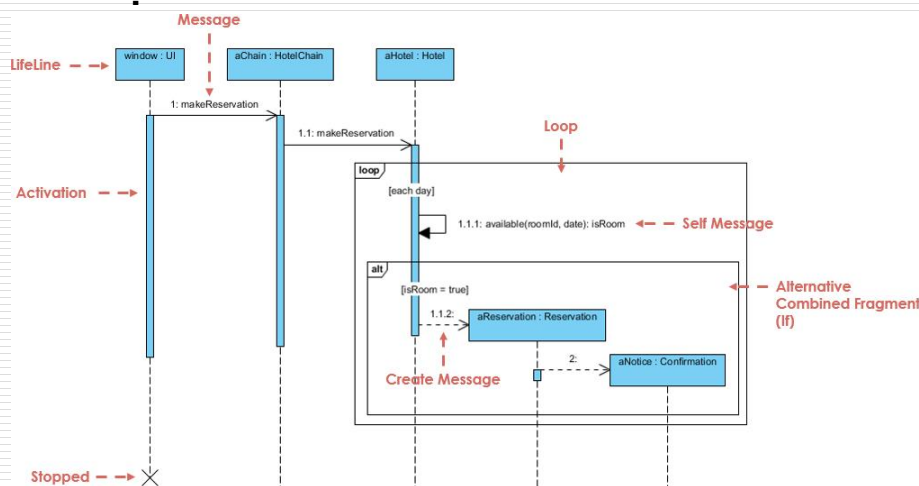 Message
LifeLine
window : UI
aChain : HotelChain
aHotel : Hotel
1: makeReservation
1.1: makeReservation
Loop
loop
[each day]
Activation
1.1.1: available(roomId, date): isRoom
Self Message
alt
[isRoom = true]
Alternative
Combined Fragment
(If)
1.1.2:
aReservation : Reservation
2:
aNotice : Confirmation
Create Message
Stopped